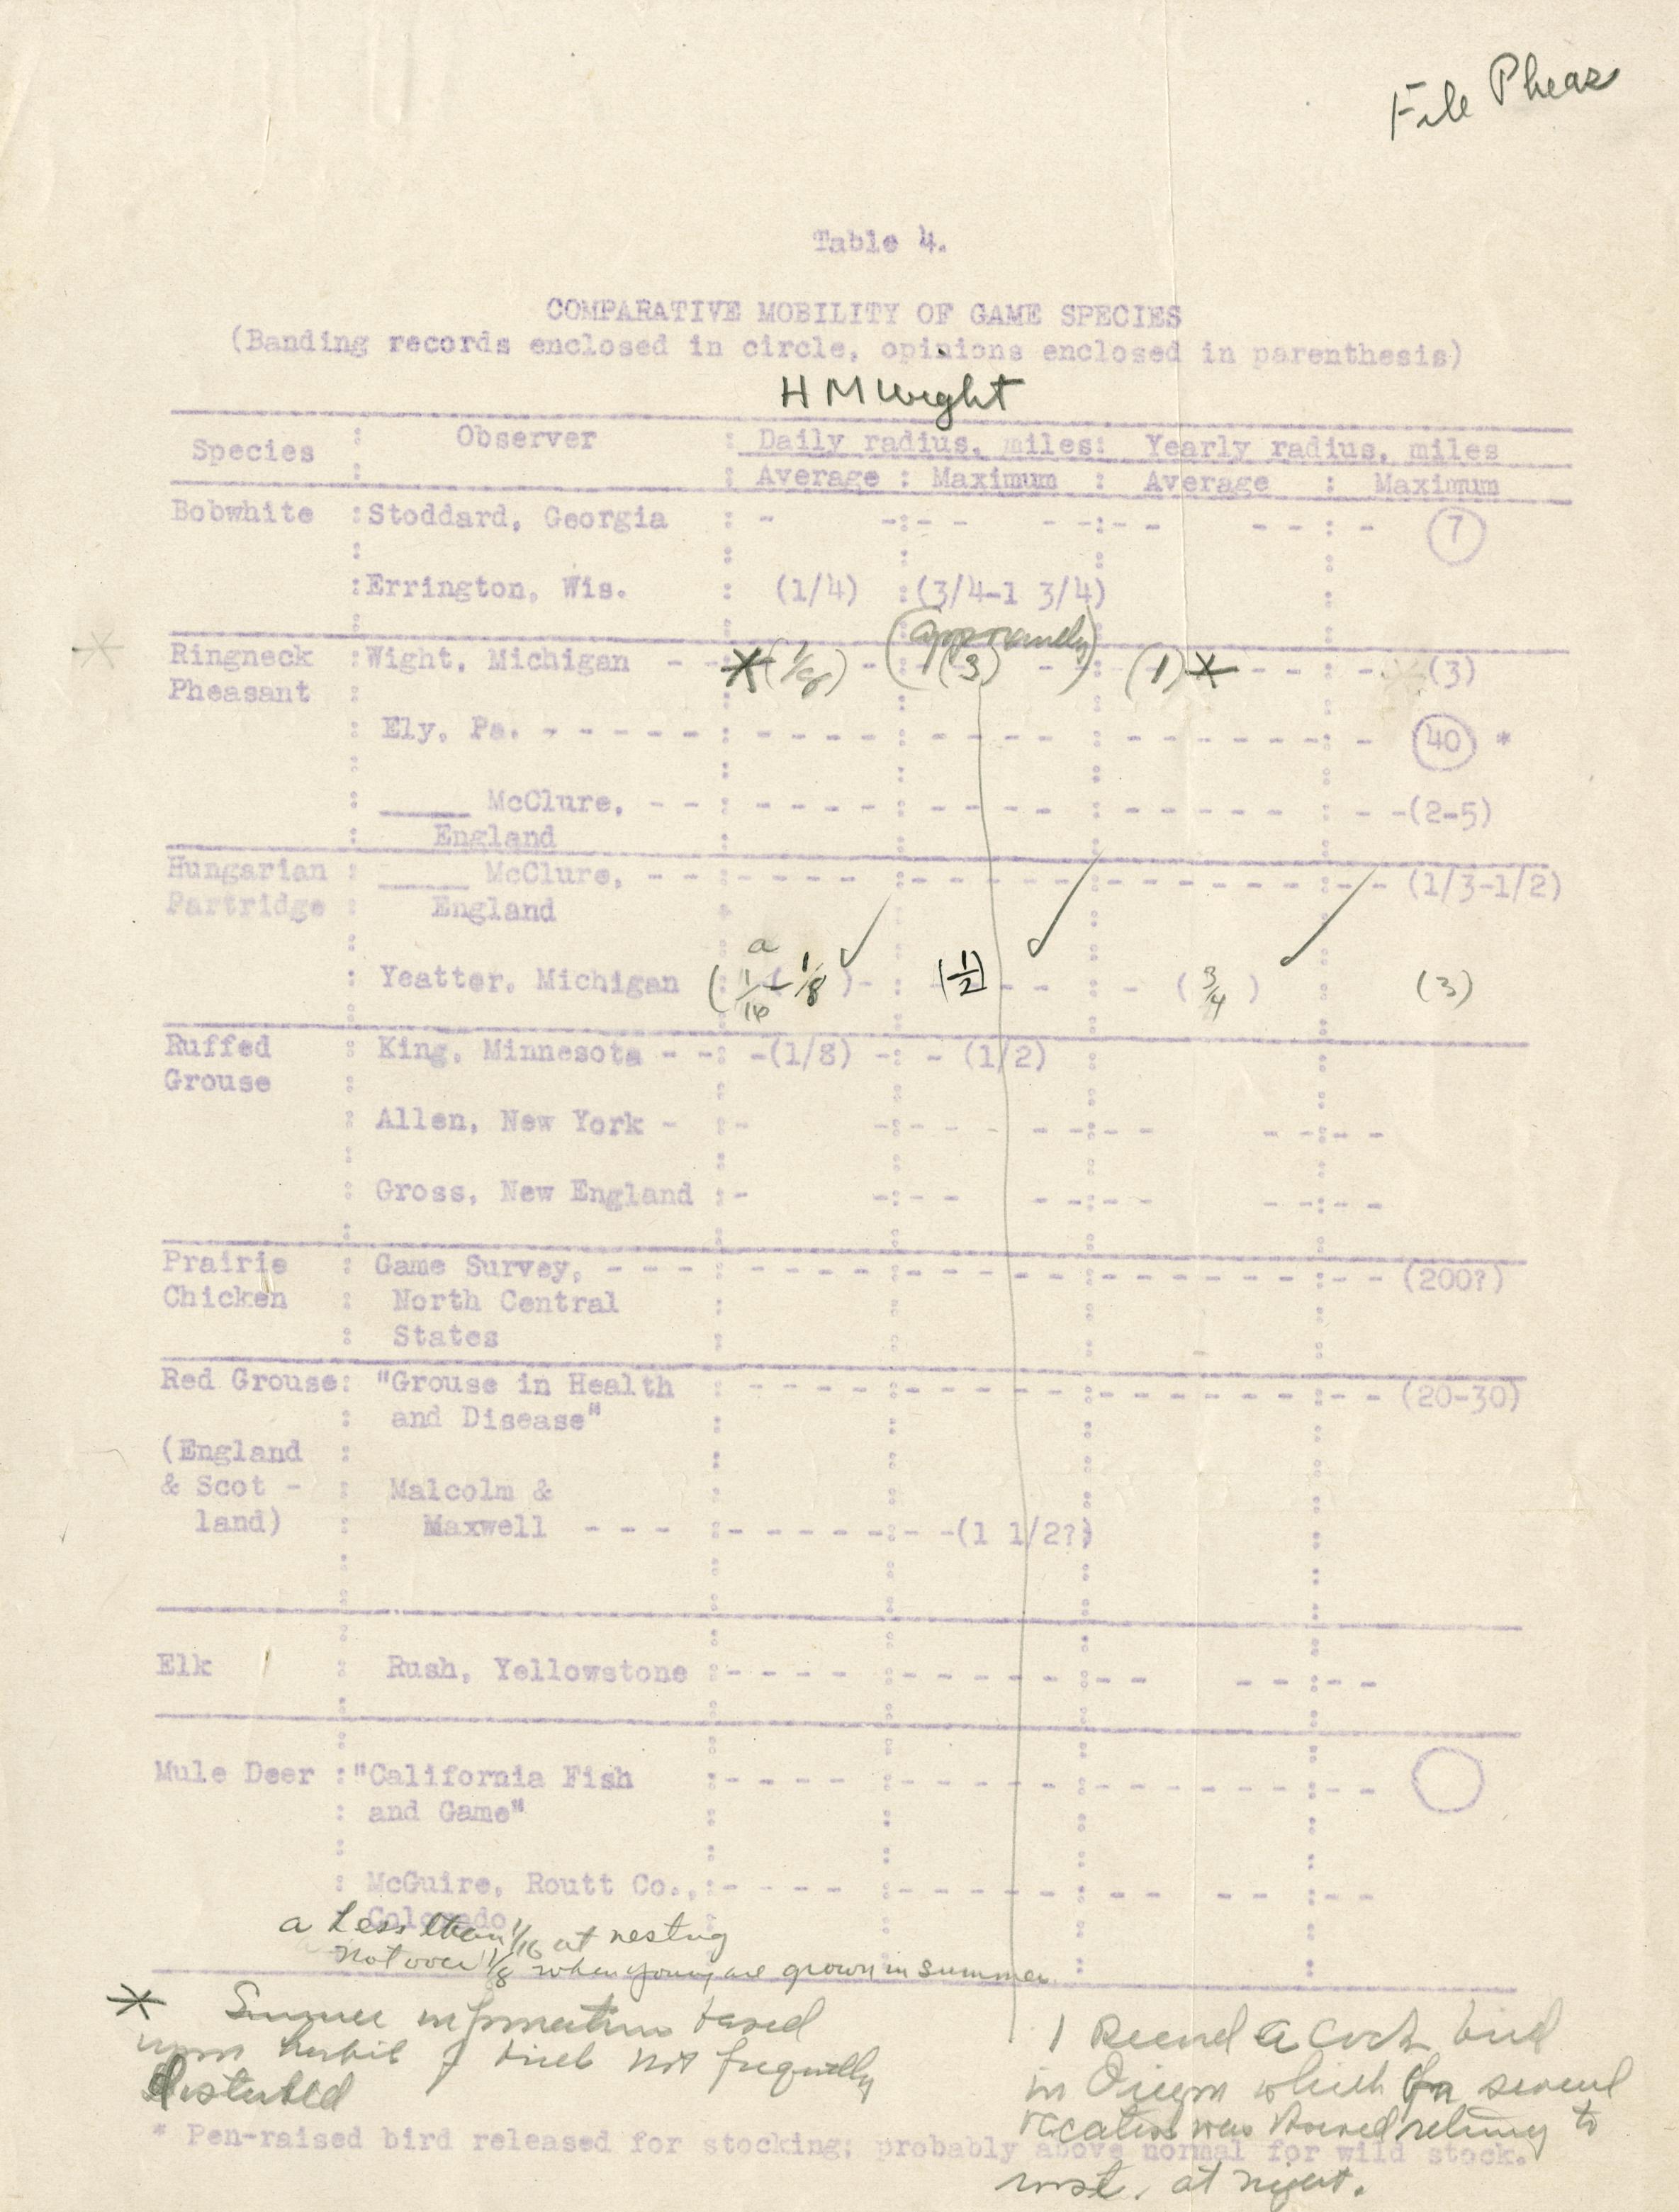 File Pheas
Table 4.
COMPARATIVE MOBILITY OF GAME SPECIES
(Banding records enclosed in circle, opinions enclosed in parenthesis)
H M Wight
Species : Observer : Daily radius, miles: Yearly radius, miles
: : Average : Maximum : Average : Maximum
Bobwhite :Stoddard, Georgia : - -:- - --:- - - -: - 7
:Errington, Wis. : (1/4) :(3/4-1 3/4)
Ringneck :Wight, Michigan - - * (1/8) - (apparently (3) - - ) (1) * - - : - (3)
Pheasant :
: Ely, Pa. - - - - - : - - - - : - - - - : - - - - - : - 40 *
: ____ McClure, - - : - - - - : - - - - : - - - - : - -(2-5)
: England
Hungarian : ____ McClure, - - : - - - - : - - - - - - - - - : - - (1/3-1/2)
Partridge : England
a
: Yeatter, Michigan (1/16 - 1/8) - : (1/2) - - : - (3/4) (3)
Ruffed : King, Minnesota - -: -(1/8) -: - (1/2)
Grouse :
: Allen, New York - :- -:- - - - -:- - - -:- -
: Gross, New England :- -:- - - -:- - - -:- -
Prairie : Game Survey, - - - : - - - - : - - - - - - - - - : - - (200?)
Chicken : North Central
: States
Red Grouse: "Grouse in Health : - - - - : - - - - - : - - - - - : - - (20-30)
: and Disease"
(England :
& Scot - : Malcolm &
land) : Maxwell - - - :- - - - -:- -(1 1/2?)
Elk : Rush, Yellowstone :- - - - : - - - - - :- - - -:- -
Mule Deer :"California Fish :- - - - :- - - - - : - - - - - :- -
: and Game"
: McGuire, Routt Co., :- - - - :- - - - - : - - - - :- -
Colorado
a Less than 1/16 at nesting
Not over 1/8 when young are grown in summer
* Summer information based
upon habit of birds not frequently
disturbed
I a cock bird
in Oregon which for several
was returning to
roost at night.
* Pen-raised bird released for stocking; probably above normal for wild stock.